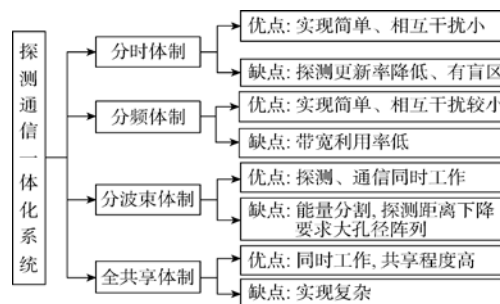 探测通信一体化系统
分时体制
优点: 实现简单、相互干扰小
缺点: 探测更新率降低、有盲区
分频体制
优点: 实现简单、相互干扰较小
缺点: 带宽利用率低
分波束体制
优点: 探测、通信同时工作
缺点: 能量分割, 探测距离下降
要求大孔径阵列
全共享体制
优点: 同时工作, 共享程度高
缺点: 实现复杂